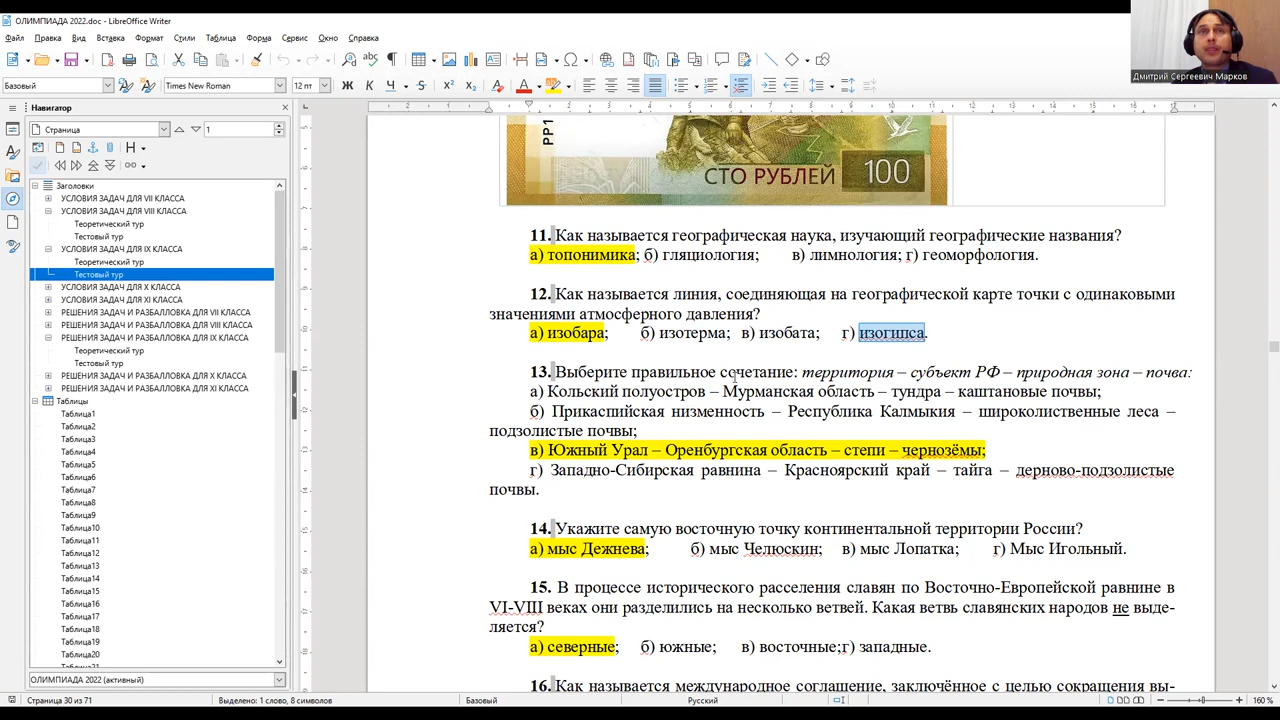 ОЛИМПИАДА 2022.doc - LibreOffice Writer
Файл Правка Вид Вставка Формат Стили Таблица Форма Сервис Окно Справка
Базовый Times New Roman 12 пт Ж К Ч S
Дмитрий Сергеевич Марков
Навигатор
Страница 1
Заголовки
УСЛОВИЯ ЗАДАЧ ДЛЯ VII КЛАССА
УСЛОВИЯ ЗАДАЧ ДЛЯ VIII КЛАССА
Теоретический тур
Тестовый тур
УСЛОВИЯ ЗАДАЧ ДЛЯ IX КЛАССА
Теоретический тур
Тестовый тур
УСЛОВИЯ ЗАДАЧ ДЛЯ X КЛАССА
УСЛОВИЯ ЗАДАЧ ДЛЯ XI КЛАССА
РЕШЕНИЯ ЗАДАЧ И РАЗБАЛЛОВКА ДЛЯ VII КЛАССА
РЕШЕНИЯ ЗАДАЧ И РАЗБАЛЛОВКА ДЛЯ VIII КЛАССА
РЕШЕНИЯ ЗАДАЧ И РАЗБАЛЛОВКА ДЛЯ IX КЛАССА
Теоретический тур
Тестовый тур
РЕШЕНИЯ ЗАДАЧ И РАЗБАЛЛОВКА ДЛЯ X КЛАССА
РЕШЕНИЯ ЗАДАЧ И РАЗБАЛЛОВКА ДЛЯ XI КЛАССА
Таблицы
Таблица1
Таблица2
Таблица3
Таблица4
Таблица5
Таблица6
Таблица7
Таблица8
Таблица9
Таблица10
Таблица11
Таблица12
Таблица13
Таблица14
Таблица15
Таблица16
Таблица17
Таблица18
Таблица19
Таблица20
Таблица21
ОЛИМПИАДА 2022 (активный)
РР1
СТО РУБЛЕЙ 100
11. Как называется географическая наука, изучающий географические названия?
а) топонимика; б) гляциология; в) лимнология; г) геоморфология.
12. Как называется линия, соединяющая на географической карте точки с одинаковыми
значениями атмосферного давления?
а) изобара; б) изотерма; в) изобата; г) изогипса.
13. Выберите правильное сочетание: территория – субъект РФ – природная зона – почва:
а) Кольский полуостров – Мурманская область – тундра – каштановые почвы;
б) Прикаспийская низменность – Республика Калмыкия – широколиственные леса –
подзолистые почвы;
в) Южный Урал – Оренбургская область – степи – чернозёмы;
г) Западно-Сибирская равнина – Красноярский край – тайга – дерново-подзолистые
почвы.
14. Укажите самую восточную точку континентальной территории России?
а) мыс Дежнева; б) мыс Челюскин; в) мыс Лопатка; г) Мыс Игольный.
15. В процессе исторического расселения славян по Восточно-Европейской равнине в
VI-VIII веках они разделились на несколько ветвей. Какая ветвь славянских народов не выде-
ляется?
а) северные; б) южные; в) восточные;г) западные.
16. Как называется международное соглашение, заключённое с целью сокращения вы-
Страница 30 из 71 Выделено: 1 слово, 8 символов Базовый Русский 160 %